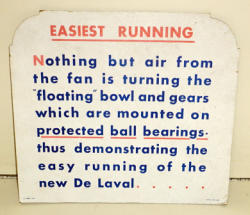 EASIEST RUNNING
Nothing but air from
the fan is turning the
"floating" bowl and gears
which are mounted on
protected ball bearings-
thus demonstrating the
easy running of the
new De Laval.....